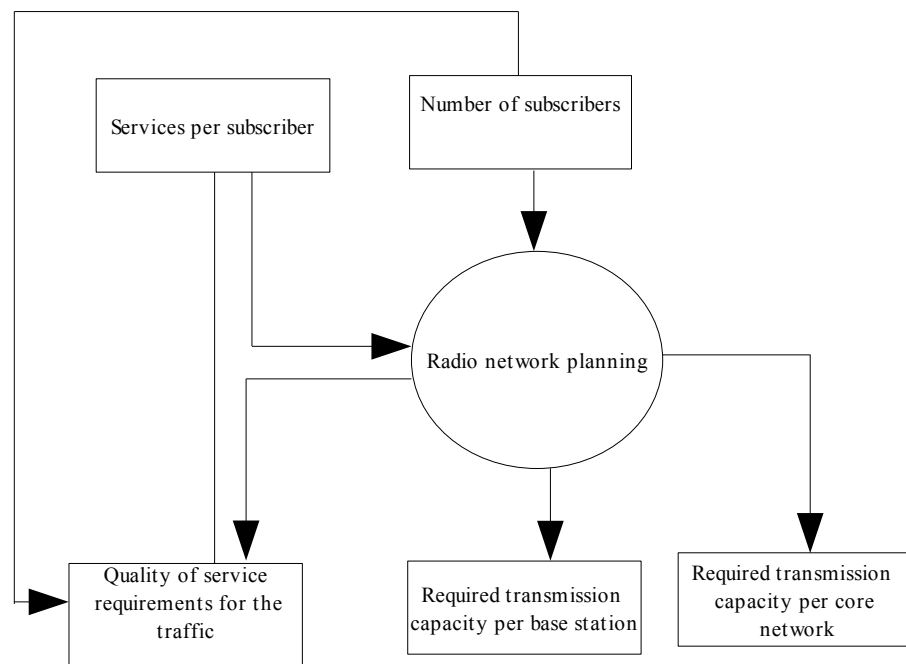 Number of subscribers
Services per subscriber
Radio network planning
Quality of service
requirements for the
traffic
Required transmission
capacity per base station
Required transmission
capacity per core
network